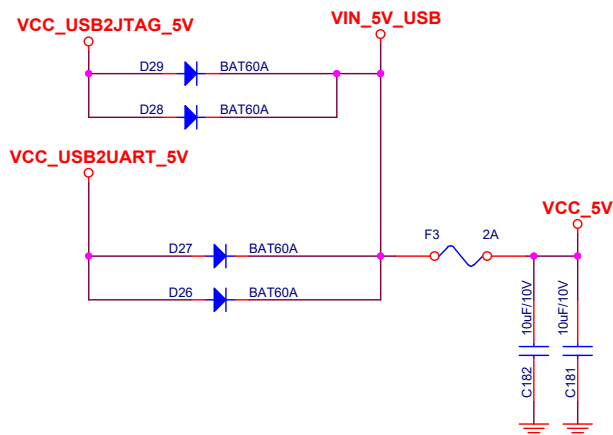 VCC_USB2JTAG_5V
VIN_5V_USB
D29 BAT60A
D28 BAT60A
VCC_USB2UART_5V
VCC_5V
F3 2A
D27 BAT60A
D26 BAT60A
10uF/10V
10uF/10V
C182
C181